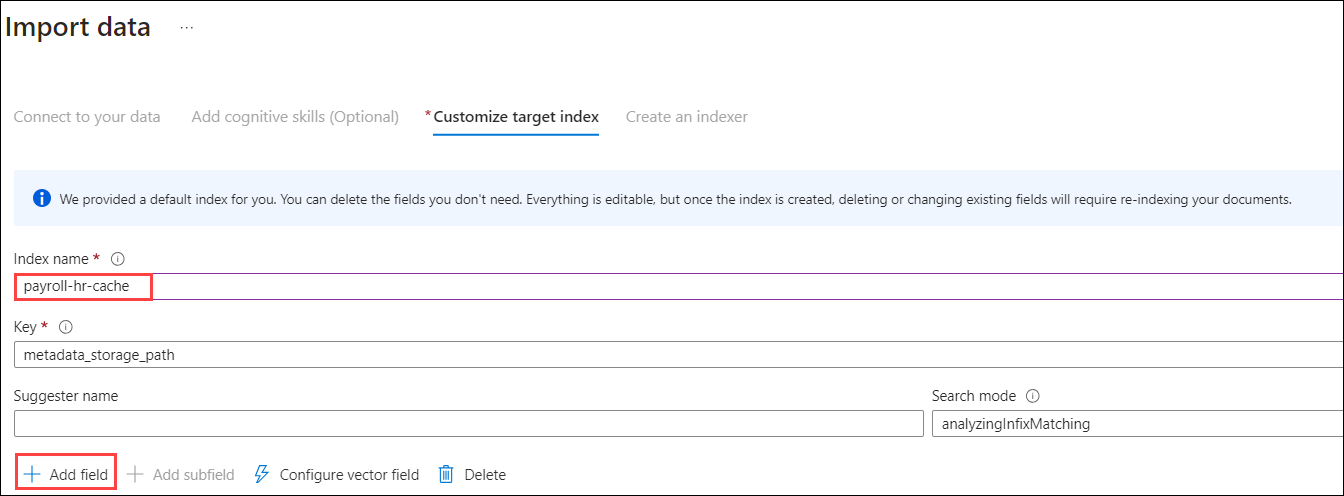 Import data ...
Connect to your data Add cognitive skills (Optional) * Customize target index Create an indexer
We provided a default index for you. You can delete the fields you don't need. Everything is editable, but once the index is created, deleting or changing existing fields will require re-indexing your documents.
Index name *
payroll-hr-cache
Key *
metadata_storage_path
Suggester name Search mode
analyzingInfixMatching
+ Add field + Add subfield Configure vector field Delete